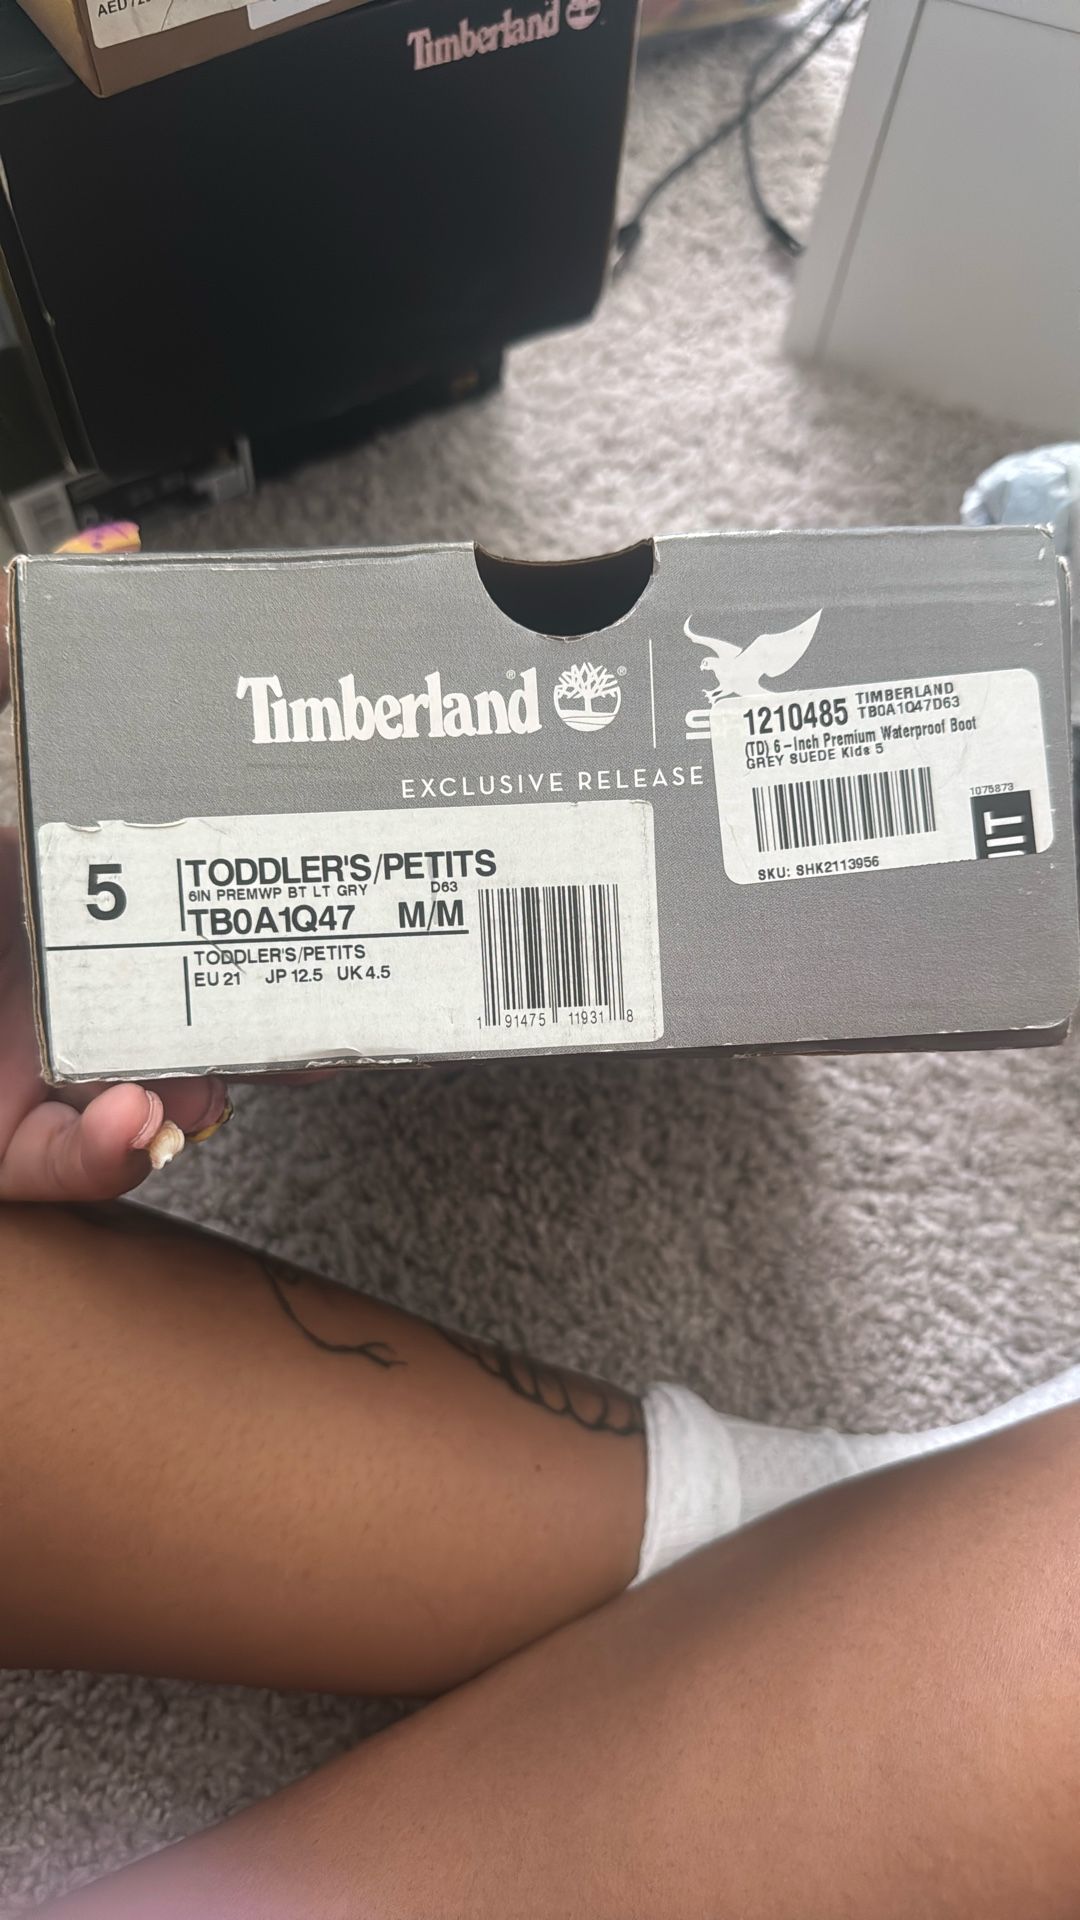 AED
Timberland
Timberland®
®
EXCLUSIVE RELEASE
1210485 TIMBERLAND
TB0A1Q47D63
(TD) 6-Inch Premium Waterproof Boot
GREY SUEDE Kids 5
1075873
SKU: SHK2113956
5 TODDLER'S/PETITS
6IN PREMWP BT LT GRY D63
TB0A1Q47 M/M
TODDLER'S/PETITS
EU 21 JP 12.5 UK 4.5
1 91475 11931 8